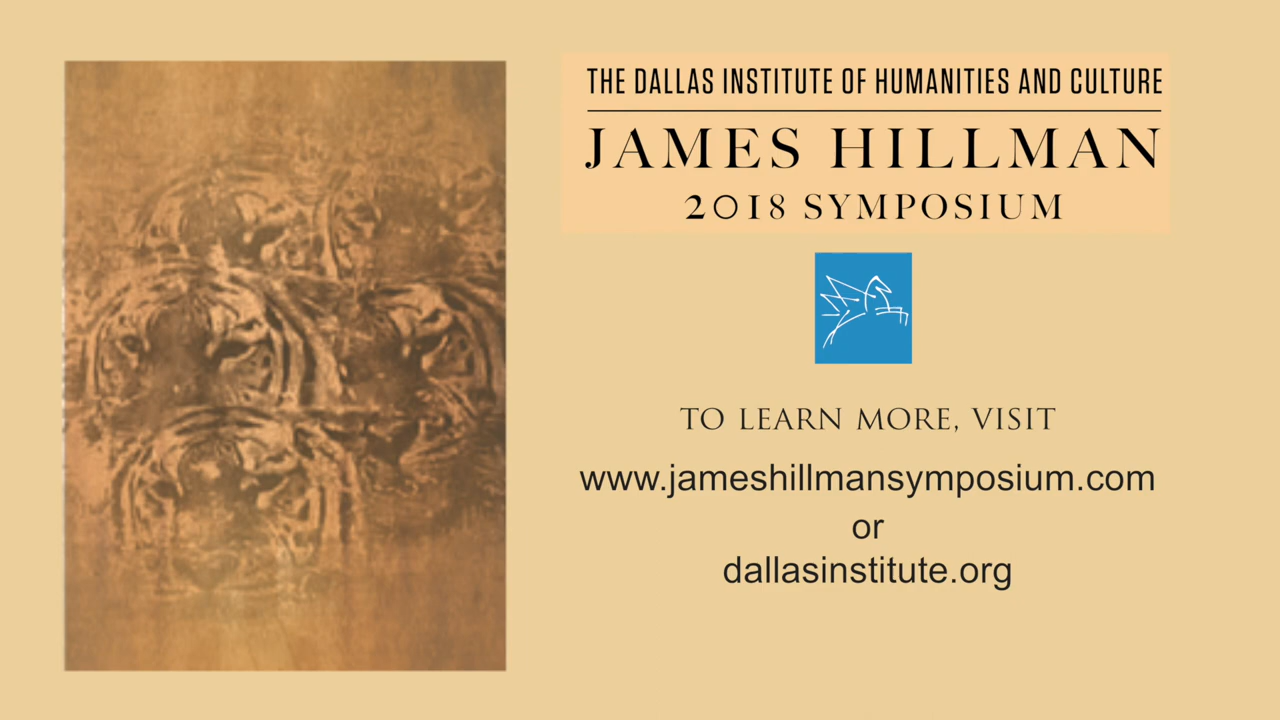 THE DALLAS INSTITUTE OF HUMANITIES AND CULTURE
JAMES HILLMAN
2018 SYMPOSIUM
TO LEARN MORE, VISIT
www.jameshillmansymposium.com
or
dallasinstitute.org